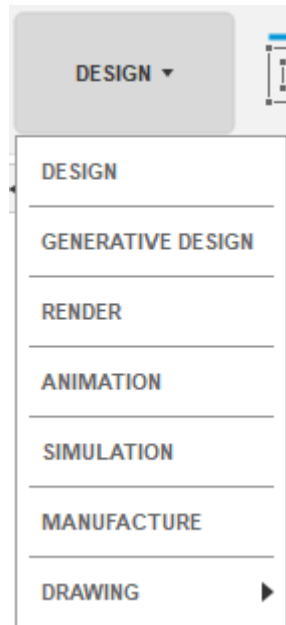 DESIGN
DESIGN
GENERATIVE DESIGN
RENDER
ANIMATION
SIMULATION
MANUFACTURE
DRAWING